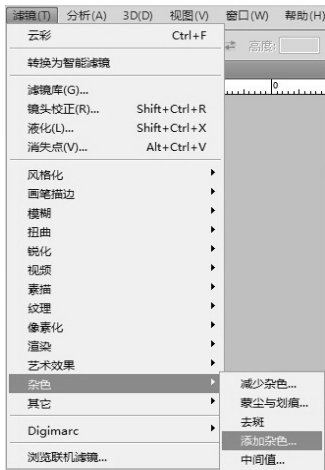 滤镜(T) 分析(A) 3D(D) 视图(V) 窗口(W) 帮助(H)
云彩 Ctrl+F
高度:
转换为智能滤镜
0
滤镜库(G)...
镜头校正(R)... Shift+Ctrl+R
液化(L)... Shift+Ctrl+X
消失点(V)... Alt+Ctrl+V
风格化
画笔描边
模糊
扭曲
锐化
视频
素描
纹理
像素化
渲染
艺术效果
杂色
其它
Digimarc
浏览联机滤镜...
减少杂色...
蒙尘与划痕...
去斑
添加杂色...
中间值...